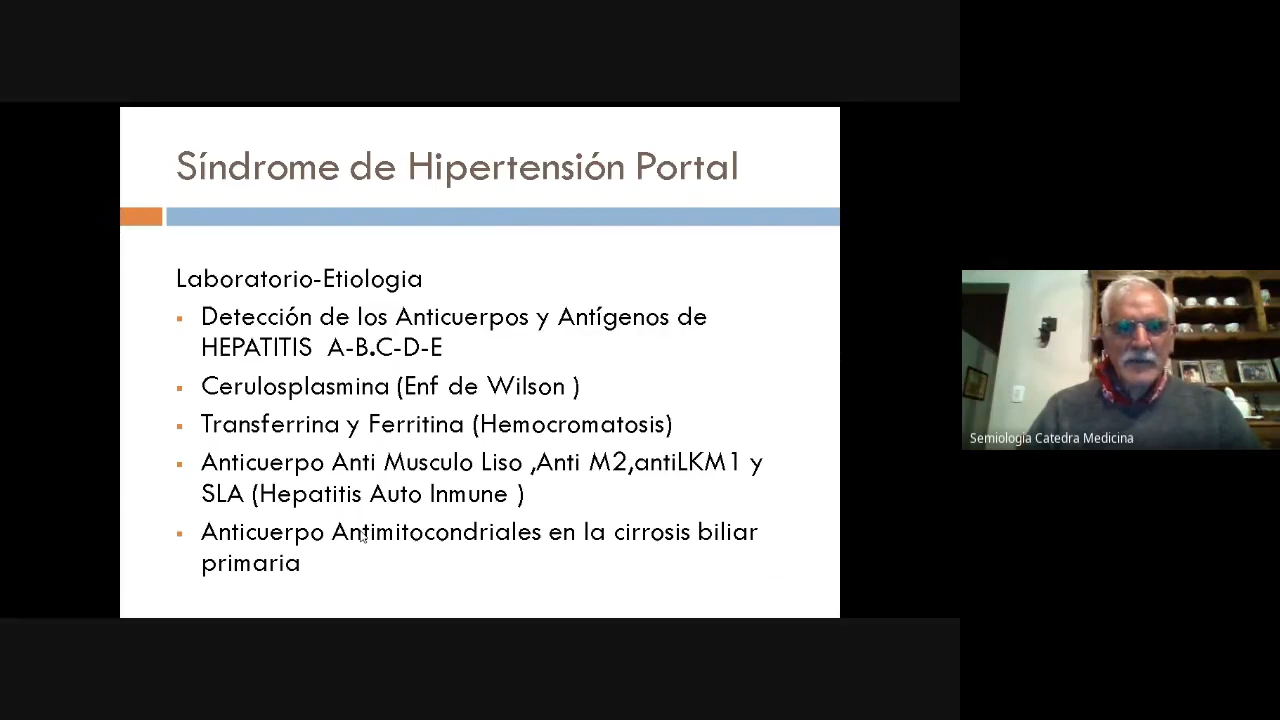 Síndrome de Hipertensión Portal
Laboratorio-Etiologia
Detección de los Anticuerpos y Antígenos de
HEPATITIS A-B.C-D-E
Cerulosplasmina (Enf de Wilson )
Transferrina y Ferritina (Hemocromatosis)
Anticuerpo Anti Musculo Liso ,Anti M2,antiLKM1 y
SLA (Hepatitis Auto Inmune )
Anticuerpo Antimitocondriales en la cirrosis biliar
primaria
Semiología Catedra Medicina